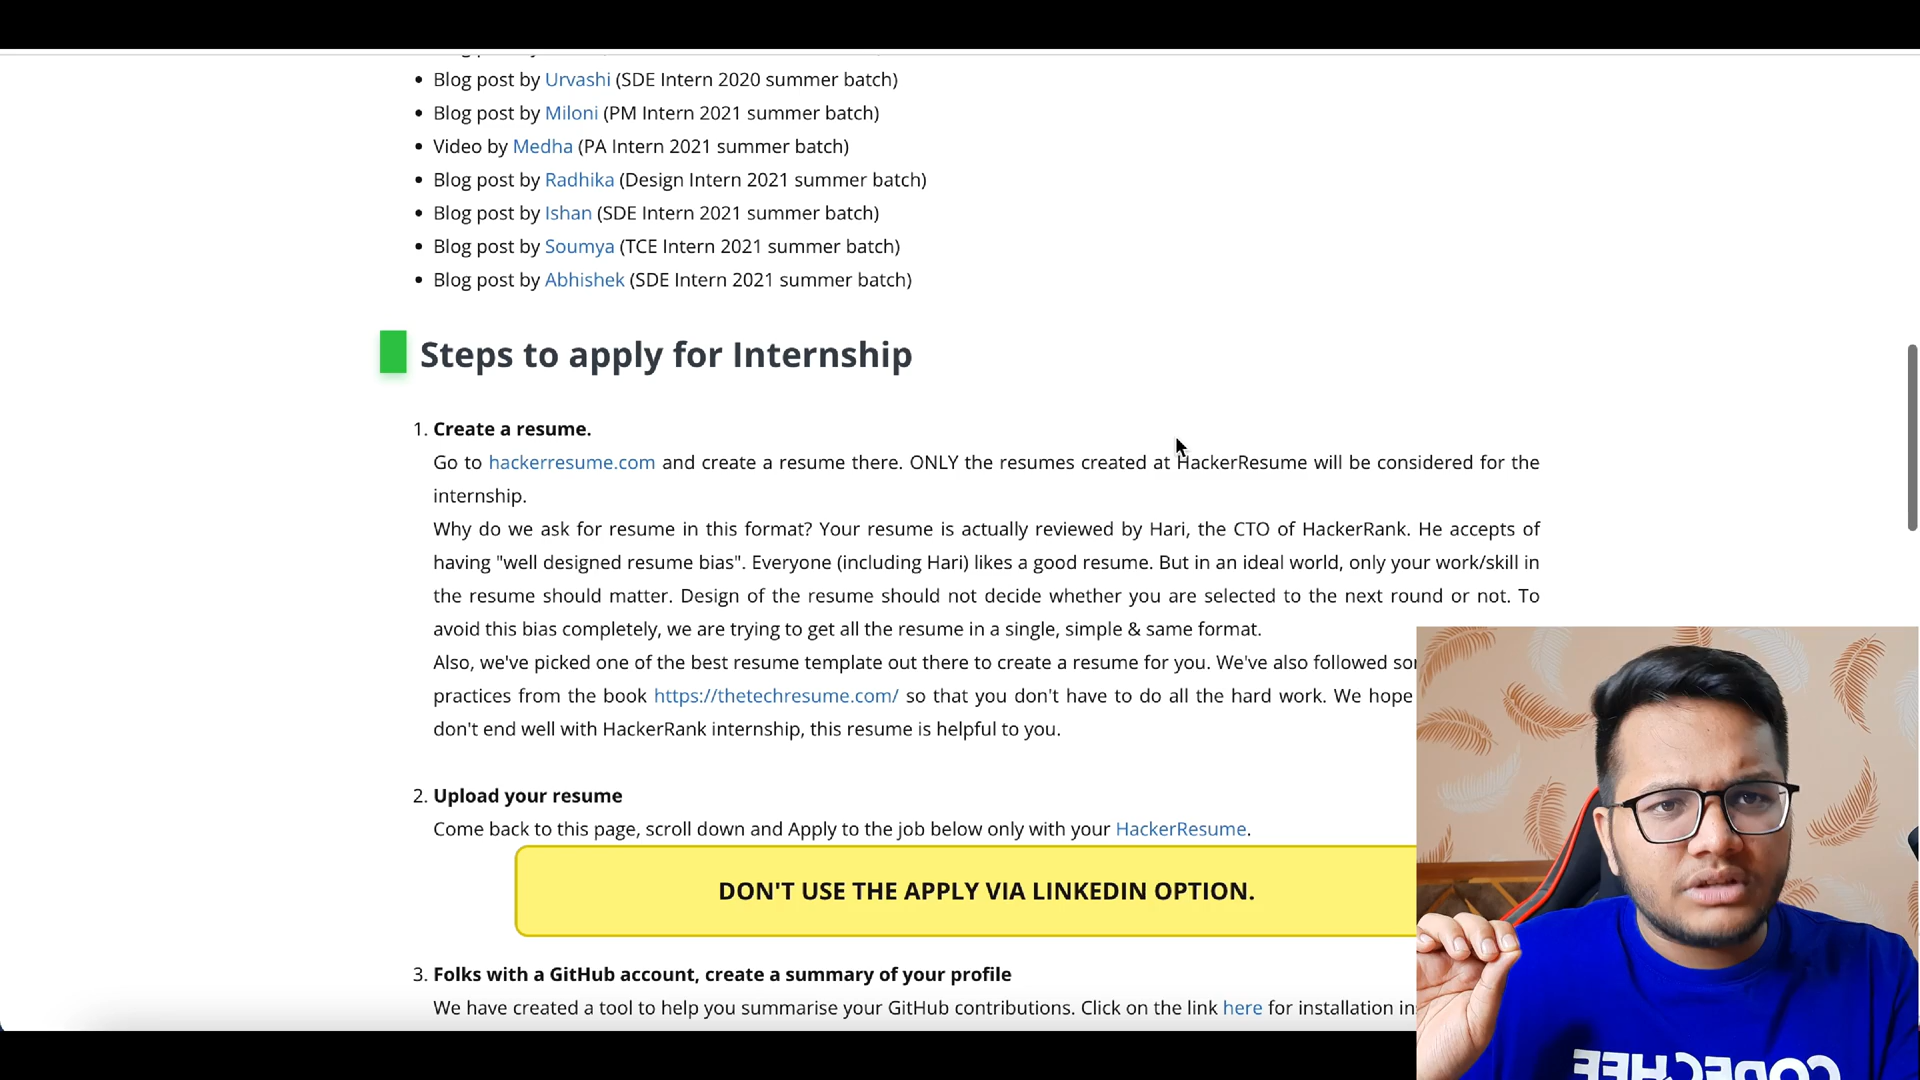 Blog post by Urvashi (SDE Intern 2020 summer batch)
Blog post by Miloni (PM Intern 2021 summer batch)
Video by Medha (PA Intern 2021 summer batch)
Blog post by Radhika (Design Intern 2021 summer batch)
Blog post by Ishan (SDE Intern 2021 summer batch)
Blog post by Soumya (TCE Intern 2021 summer batch)
Blog post by Abhishek (SDE Intern 2021 summer batch)
Steps to apply for Internship
1. Create a resume.
Go to hackerresume.com and create a resume there. ONLY the resumes created at HackerResume will be considered for the
internship.
Why do we ask for resume in this format? Your resume is actually reviewed by Hari, the CTO of HackerRank. He accepts of
having "well designed resume bias". Everyone (including Hari) likes a good resume. But in an ideal world, only your work/skill in
the resume should matter. Design of the resume should not decide whether you are selected to the next round or not. To
avoid this bias completely, we are trying to get all the resume in a single, simple & same format.
Also, we've picked one of the best resume template out there to create a resume for you. We've also followed
practices from the book https://thetechresume.com/ so that you don't have to do all the hard work. We hope
don't end well with HackerRank internship, this resume is helpful to you.
2. Upload your resume
Come back to this page, scroll down and Apply to the job below only with your HackerResume.
DON'T USE THE APPLY VIA LINKEDIN OPTION.
3. Folks with a GitHub account, create a summary of your profile
We have created a tool to help you summarise your GitHub contributions. Click on the link here for installation
CODECHEF